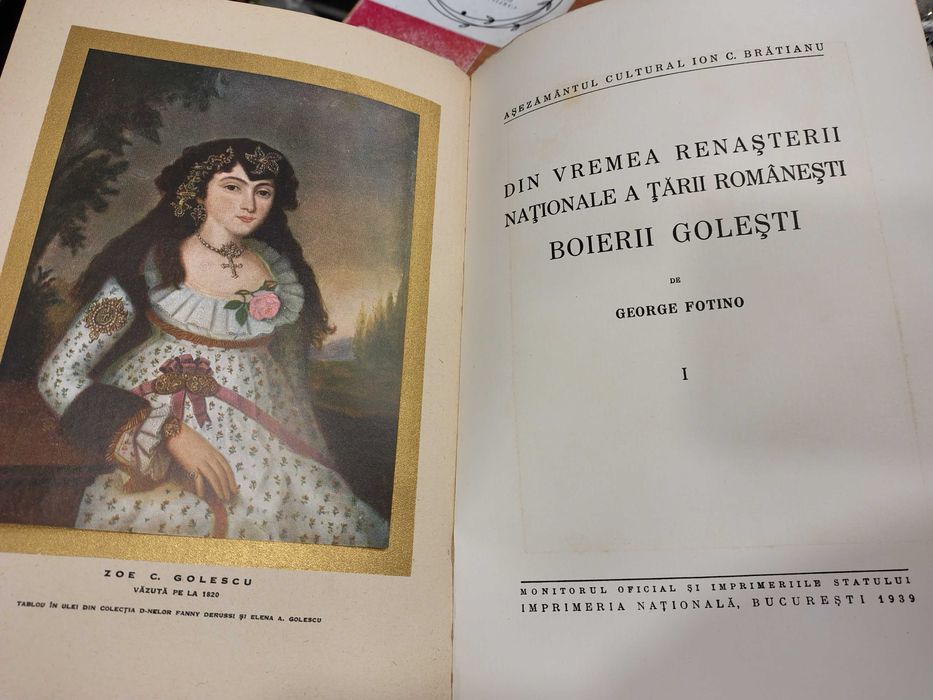 ZOE C. GOLESCU
VĂZUTĂ PE LA 1820
TABLOU ÎN ULEI DIN COLECȚIA D-NELOR FANNY DERUSSI ȘI ELENA A. GOLESCU
AȘEZĂMÂNTUL CULTURAL ION C. BRĂTIANU
DIN VREMEA RENAȘTERII
NAȚIONALE A ȚĂRII ROMÂNEȘTI
BOIERII GOLEȘTI
DE
GEORGE FOTINO
I
MONITORUL OFICIAL ȘI IMPRIMERIILE STATULUI
IMPRIMERIA NAȚIONALĂ, BUCUREȘTI 1939